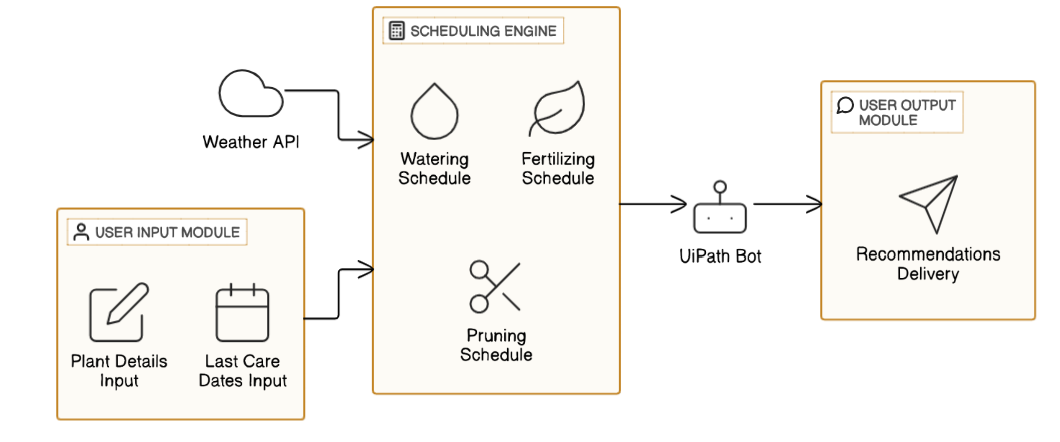 SCHEDULING ENGINE
Weather API
Watering
Schedule
Fertilizing
Schedule
Pruning
Schedule
USER INPUT MODULE
Plant Details
Input
Last Care
Dates Input
UiPath Bot
USER OUTPUT
MODULE
Recommendations
Delivery